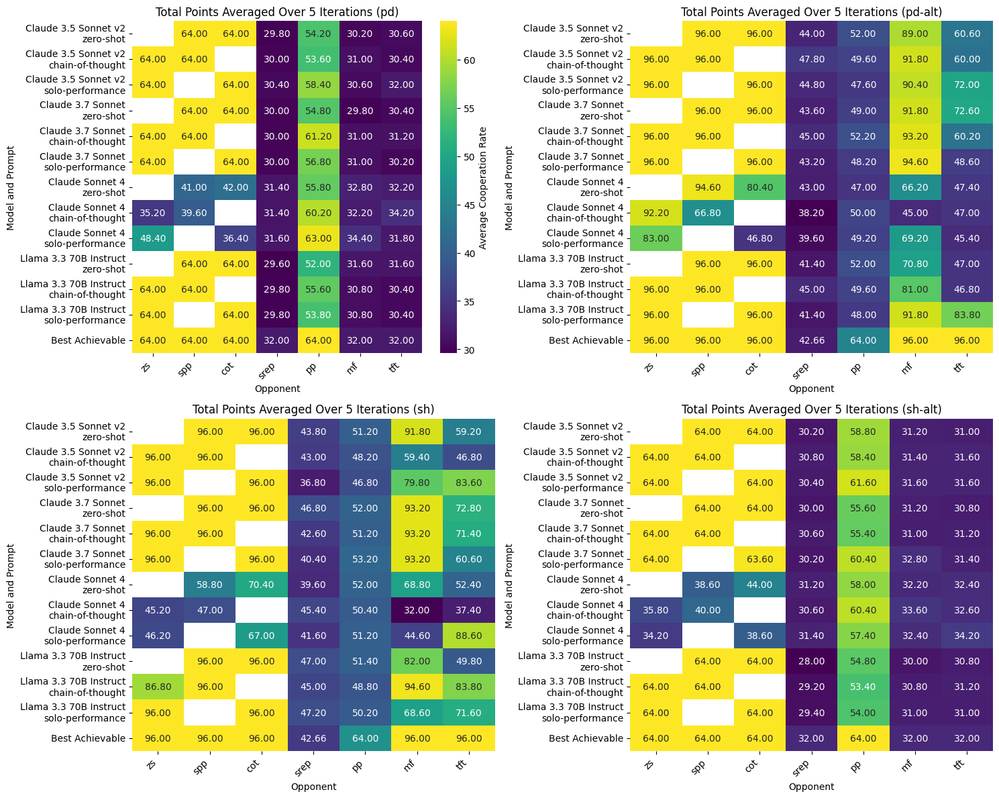 Total Points Averaged Over 5 Iterations (pd)
Model and Prompt
Claude 3.5 Sonnet v2
zero-shot 64.00 64.00 29.80 54.20 30.20 30.60
Claude 3.5 Sonnet v2
chain-of-thought 64.00 64.00 30.00 53.60 31.00 30.40
Claude 3.5 Sonnet v2
solo-performance 64.00 64.00 30.40 58.40 30.60 32.00
Claude 3.7 Sonnet
zero-shot 64.00 64.00 30.00 54.80 29.80 30.40
Claude 3.7 Sonnet
chain-of-thought 64.00 64.00 30.00 61.20 31.00 31.20
Claude 3.7 Sonnet
solo-performance 64.00 64.00 30.00 56.80 31.00 30.20
Claude Sonnet 4
zero-shot 41.00 42.00 31.40 55.80 32.80 32.20
Claude Sonnet 4
chain-of-thought 35.20 39.60 31.40 60.20 32.20 34.20
Claude Sonnet 4
solo-performance 48.40 36.40 31.60 63.00 34.40 31.80
Llama 3.3 70B Instruct
zero-shot 64.00 64.00 29.60 52.00 31.60 31.60
Llama 3.3 70B Instruct
chain-of-thought 64.00 64.00 29.80 55.60 30.80 30.40
Llama 3.3 70B Instruct
solo-performance 64.00 64.00 29.80 53.80 30.80 30.40
Best Achievable 64.00 64.00 64.00 32.00 64.00 32.00 32.00
zs spp cot srep pp mf tft
Opponent
60
55
50
45
40
35
30
Average Cooperation Rate
Total Points Averaged Over 5 Iterations (pd-alt)
Model and Prompt
Claude 3.5 Sonnet v2
zero-shot 96.00 96.00 44.00 52.00 89.00 60.60
Claude 3.5 Sonnet v2
chain-of-thought 96.00 96.00 47.80 49.60 91.80 60.00
Claude 3.5 Sonnet v2
solo-performance 96.00 96.00 44.80 47.60 90.40 72.00
Claude 3.7 Sonnet
zero-shot 96.00 96.00 43.60 49.00 91.80 72.60
Claude 3.7 Sonnet
chain-of-thought 96.00 96.00 45.00 52.20 93.20 60.20
Claude 3.7 Sonnet
solo-performance 96.00 96.00 43.20 48.20 94.60 48.60
Claude Sonnet 4
zero-shot 94.60 80.40 43.00 47.00 66.20 47.40
Claude Sonnet 4
chain-of-thought 92.20 66.80 38.20 50.00 45.00 47.00
Claude Sonnet 4
solo-performance 83.00 46.80 39.60 49.20 69.20 45.40
Llama 3.3 70B Instruct
zero-shot 96.00 96.00 41.40 52.00 70.80 47.00
Llama 3.3 70B Instruct
chain-of-thought 96.00 96.00 45.00 49.60 81.00 46.80
Llama 3.3 70B Instruct
solo-performance 96.00 96.00 41.40 48.00 91.80 83.80
Best Achievable 96.00 96.00 96.00 42.66 64.00 96.00 96.00
zs spp cot srep pp mf tft
Opponent
Total Points Averaged Over 5 Iterations (sh)
Model and Prompt
Claude 3.5 Sonnet v2
zero-shot 96.00 96.00 43.80 51.20 91.80 59.20
Claude 3.5 Sonnet v2
chain-of-thought 96.00 96.00 43.00 48.20 59.40 46.80
Claude 3.5 Sonnet v2
solo-performance 96.00 96.00 36.80 46.80 79.80 83.60
Claude 3.7 Sonnet
zero-shot 96.00 96.00 46.80 52.00 93.20 72.80
Claude 3.7 Sonnet
chain-of-thought 96.00 96.00 42.60 51.20 93.20 71.40
Claude 3.7 Sonnet
solo-performance 96.00 96.00 40.40 53.20 93.20 60.60
Claude Sonnet 4
zero-shot 58.80 70.40 39.60 52.00 68.80 52.40
Claude Sonnet 4
chain-of-thought 45.20 47.00 45.40 50.40 32.00 37.40
Claude Sonnet 4
solo-performance 46.20 67.00 41.60 51.20 44.60 88.60
Llama 3.3 70B Instruct
zero-shot 96.00 96.00 47.00 51.40 82.00 49.80
Llama 3.3 70B Instruct
chain-of-thought 86.80 96.00 45.00 48.80 94.60 83.80
Llama 3.3 70B Instruct
solo-performance 96.00 96.00 47.20 50.20 68.60 71.60
Best Achievable 96.00 96.00 96.00 42.66 64.00 96.00 96.00
zs spp cot srep pp mf tft
Opponent
Total Points Averaged Over 5 Iterations (sh-alt)
Model and Prompt
Claude 3.5 Sonnet v2
zero-shot 64.00 64.00 30.20 58.80 31.20 31.00
Claude 3.5 Sonnet v2
chain-of-thought 64.00 64.00 30.80 58.40 31.40 31.60
Claude 3.5 Sonnet v2
solo-performance 64.00 64.00 30.40 61.60 31.60 31.60
Claude 3.7 Sonnet
zero-shot 64.00 64.00 30.00 55.60 31.20 30.80
Claude 3.7 Sonnet
chain-of-thought 64.00 64.00 30.60 55.40 31.00 31.20
Claude 3.7 Sonnet
solo-performance 64.00 63.60 30.20 60.40 32.80 31.40
Claude Sonnet 4
zero-shot 38.60 44.00 31.20 58.00 32.20 32.40
Claude Sonnet 4
chain-of-thought 35.80 40.00 30.60 60.40 33.60 32.60
Claude Sonnet 4
solo-performance 34.20 38.60 31.40 57.40 32.40 34.20
Llama 3.3 70B Instruct
zero-shot 64.00 64.00 28.00 54.80 30.00 30.80
Llama 3.3 70B Instruct
chain-of-thought 64.00 64.00 29.20 53.40 30.80 31.20
Llama 3.3 70B Instruct
solo-performance 64.00 64.00 29.40 54.00 31.00 31.00
Best Achievable 64.00 64.00 64.00 32.00 64.00 32.00 32.00
zs spp cot srep pp mf tft
Opponent